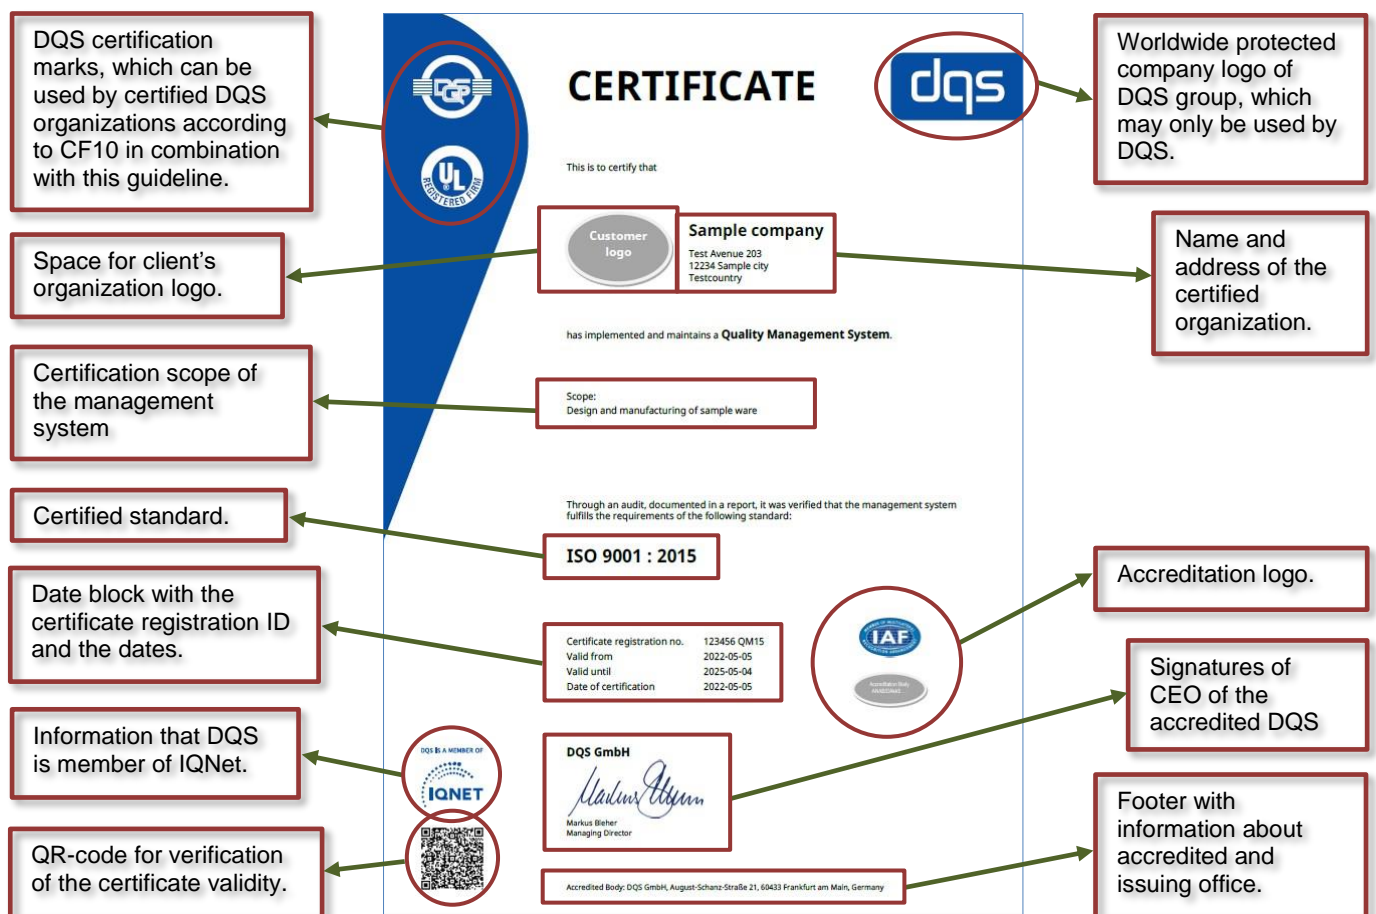 DQS certification
marks, which can be
used by certified DQS
organizations according
to CF10 in combination
with this guideline.
Space for client’s
organization logo.
Certification scope of
the management
system
Certified standard.
Date block with the
certificate registration ID
and the dates.
Information that DQS
is member of IQNet.
QR-code for verification
of the certificate validity.
DQS
UL
REGISTERED FIRM
CERTIFICATE
dqs
This is to certify that
Customer
logo
Sample company
Test Avenue 203
12234 Sample city
Testcountry
has implemented and maintains a Quality Management System.
Scope:
Design and manufacturing of sample ware
Through an audit, documented in a report, it was verified that the management system
fulfills the requirements of the following standard:
ISO 9001 : 2015
Certificate registration no. 123456 QM15
Valid from 2022-05-05
Valid until 2025-05-04
Date of certification 2022-05-05
IAF
DQS IS A MEMBER OF
IQNET
DQS GmbH
Markus Bleher
Managing Director
Accredited Body: DQS GmbH, August-Schanz-Straße 21, 60433 Frankfurt am Main, Germany
Worldwide protected
company logo of
DQS group, which
may only be used by
DQS.
Name and
address of the
certified
organization.
Accreditation logo.
Signatures of
CEO of the
accredited DQS
Footer with
information about
accredited and
issuing office.